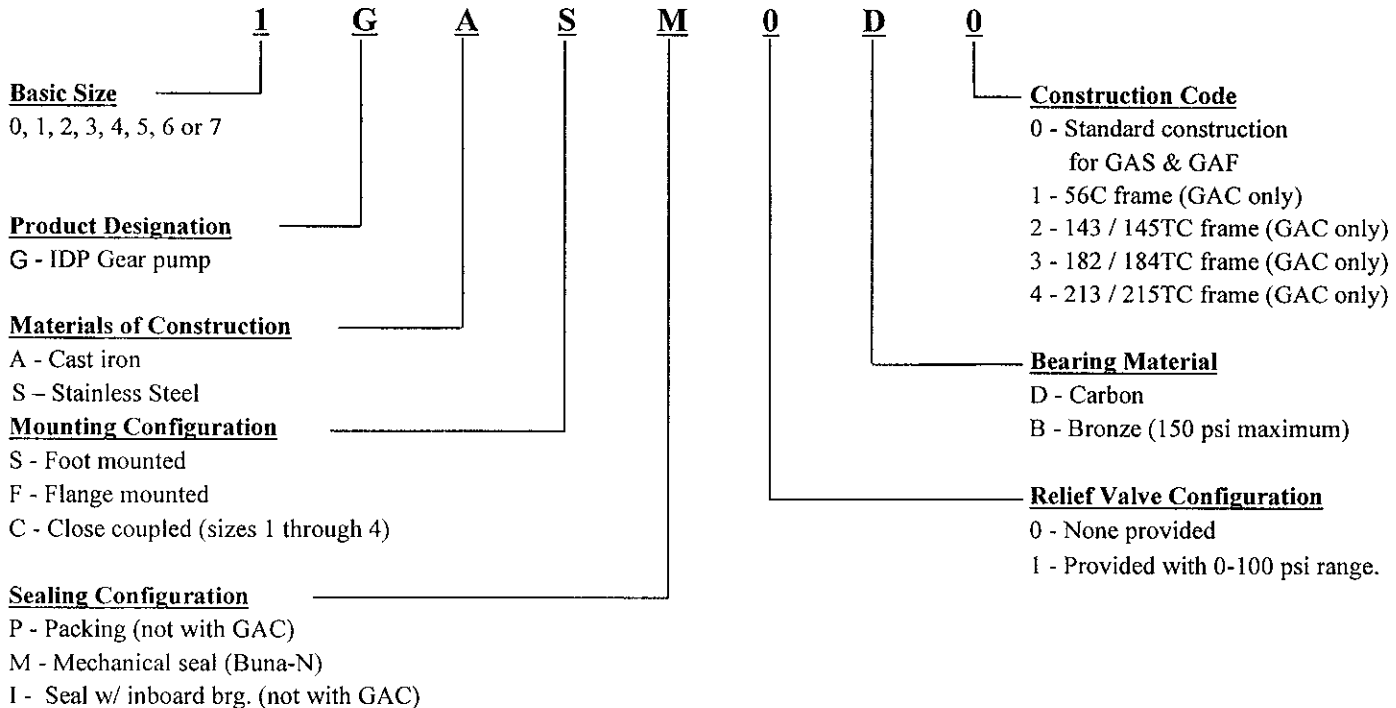 1 G A S M 0 D 0
Basic Size
0, 1, 2, 3, 4, 5, 6 or 7
Product Designation
G - IDP Gear pump
Materials of Construction
A - Cast iron
S – Stainless Steel
Mounting Configuration
S - Foot mounted
F - Flange mounted
C - Close coupled (sizes 1 through 4)
Sealing Configuration
P - Packing (not with GAC)
M - Mechanical seal (Buna-N)
I - Seal w/ inboard brg. (not with GAC)
Construction Code
0 - Standard construction
for GAS & GAF
1 - 56C frame (GAC only)
2 - 143 / 145TC frame (GAC only)
3 - 182 / 184TC frame (GAC only)
4 - 213 / 215TC frame (GAC only)
Bearing Material
D - Carbon
B - Bronze (150 psi maximum)
Relief Valve Configuration
0 - None provided
1 - Provided with 0-100 psi range.